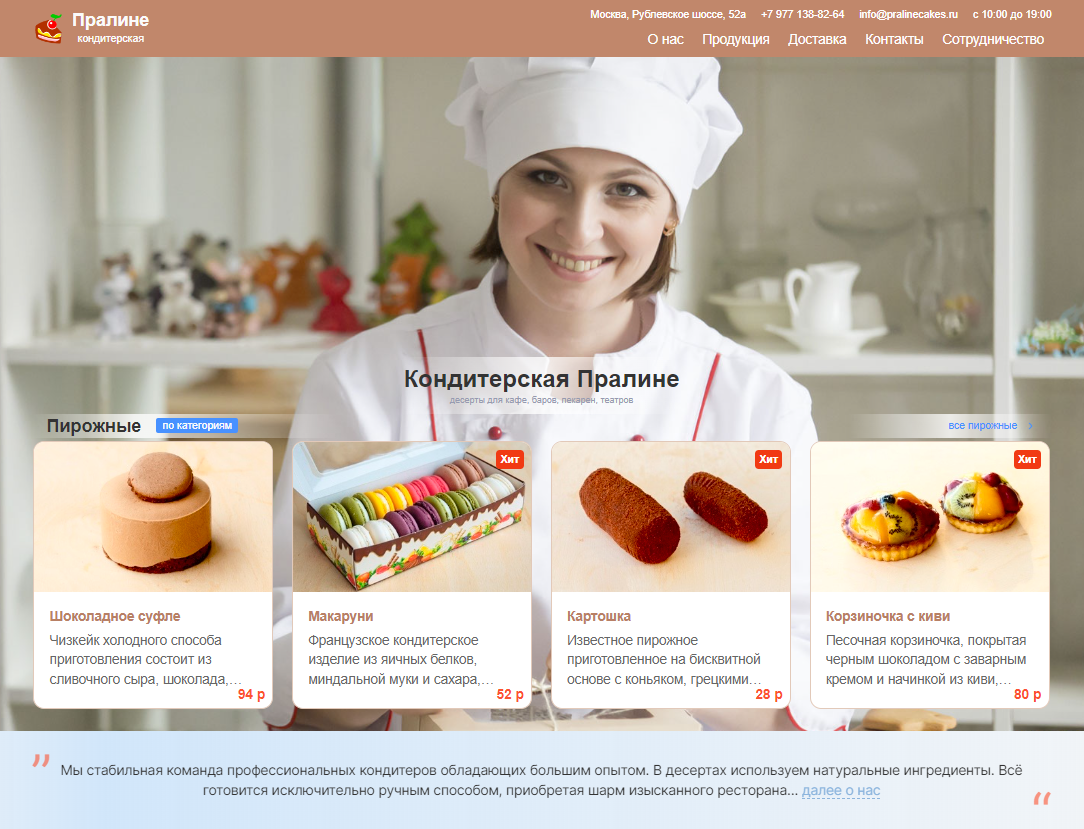 Пралине
кондитерская
Москва, Рублевское шоссе, 52а +7 977 138-82-64 info@pralinecakes.ru с 10:00 до 19:00
О нас Продукция Доставка Контакты Сотрудничество
Кондитерская Пралине
десерты для кафе, баров, пекарен, театров
Пирожные по категориям все пирожные
Шоколадное суфле
Чизкейк холодного способа
приготовления состоит из
сливочного сыра, шоколада,...
94 р
Хит
Макаруни
Французское кондитерское
изделие из яичных белков,
миндальной муки и сахара,...
52 р
Хит
Картошка
Известное пирожное
приготовленное на бисквитной
основе с коньяком, грецкими...
28 р
Хит
Корзиночка с киви
Песочная корзиночка, покрытая
черным шоколадом с заварным
кремом и начинкой из киви,...
80 р
Мы стабильная команда профессиональных кондитеров обладающих большим опытом. В десертах используем натуральные ингредиенты. Всё
готовится исключительно ручным способом, приобретая шарм изысканного ресторана... далее о нас